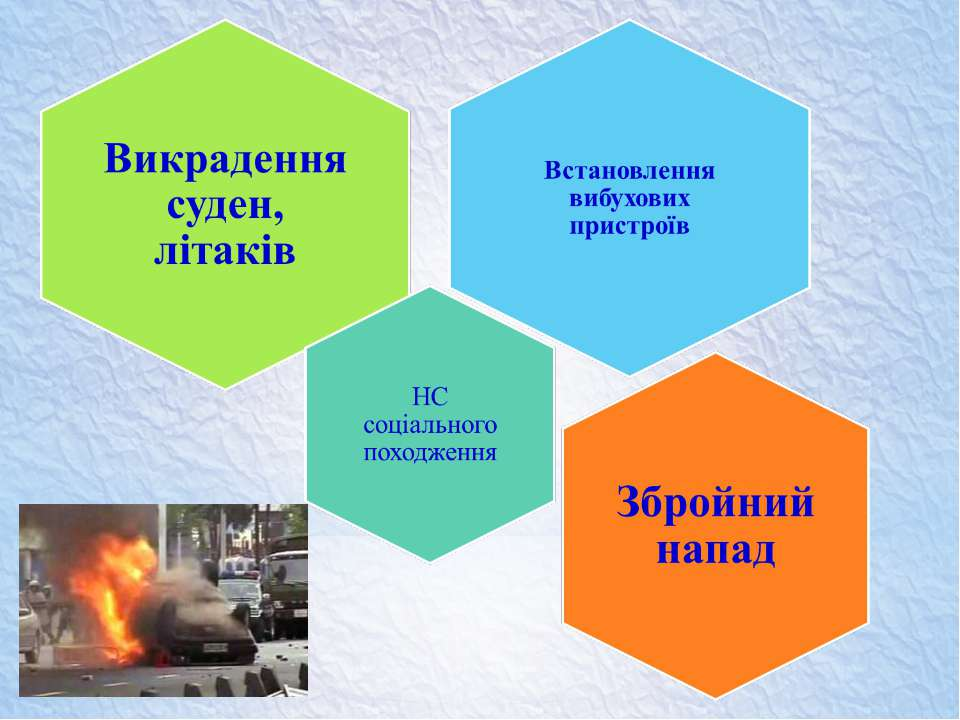 Викрадення
суден,
літаків
Встановлення
вибухових
пристроїв
НС
соціального
походження
Збройний
напад